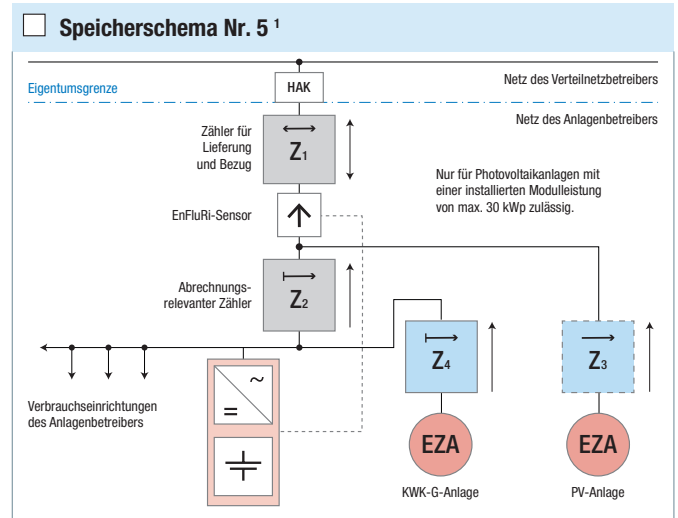 Speicherschema Nr. 5 ¹
Eigentumsgrenze
HAK
Netz des Verteilnetzbetreibers
Netz des Anlagenbetreibers
Zähler für
Lieferung
und Bezug
Z₁
Nur für Photovoltaikanlagen mit
einer installierten Modulleistung
von max. 30 kWp zulässig.
EnFluRi-Sensor
Abrechnungs-
relevanter Zähler
Z₂
Z₄
Z₃
Verbrauchseinrichtungen
des Anlagenbetreibers
~
=
EZA
EZA
KWK-G-Anlage
PV-Anlage